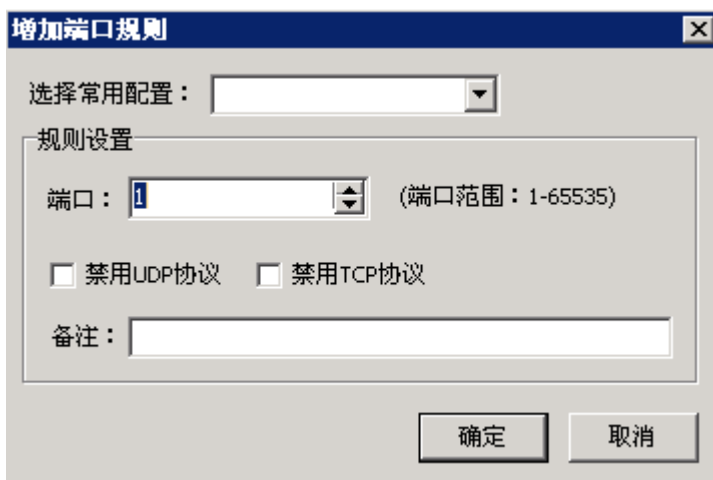 增加端口规则
选择常用配置：
规则设置
端口： 1 (端口范围：1-65535)
禁用UDP协议 禁用TCP协议
备注：
确定 取消